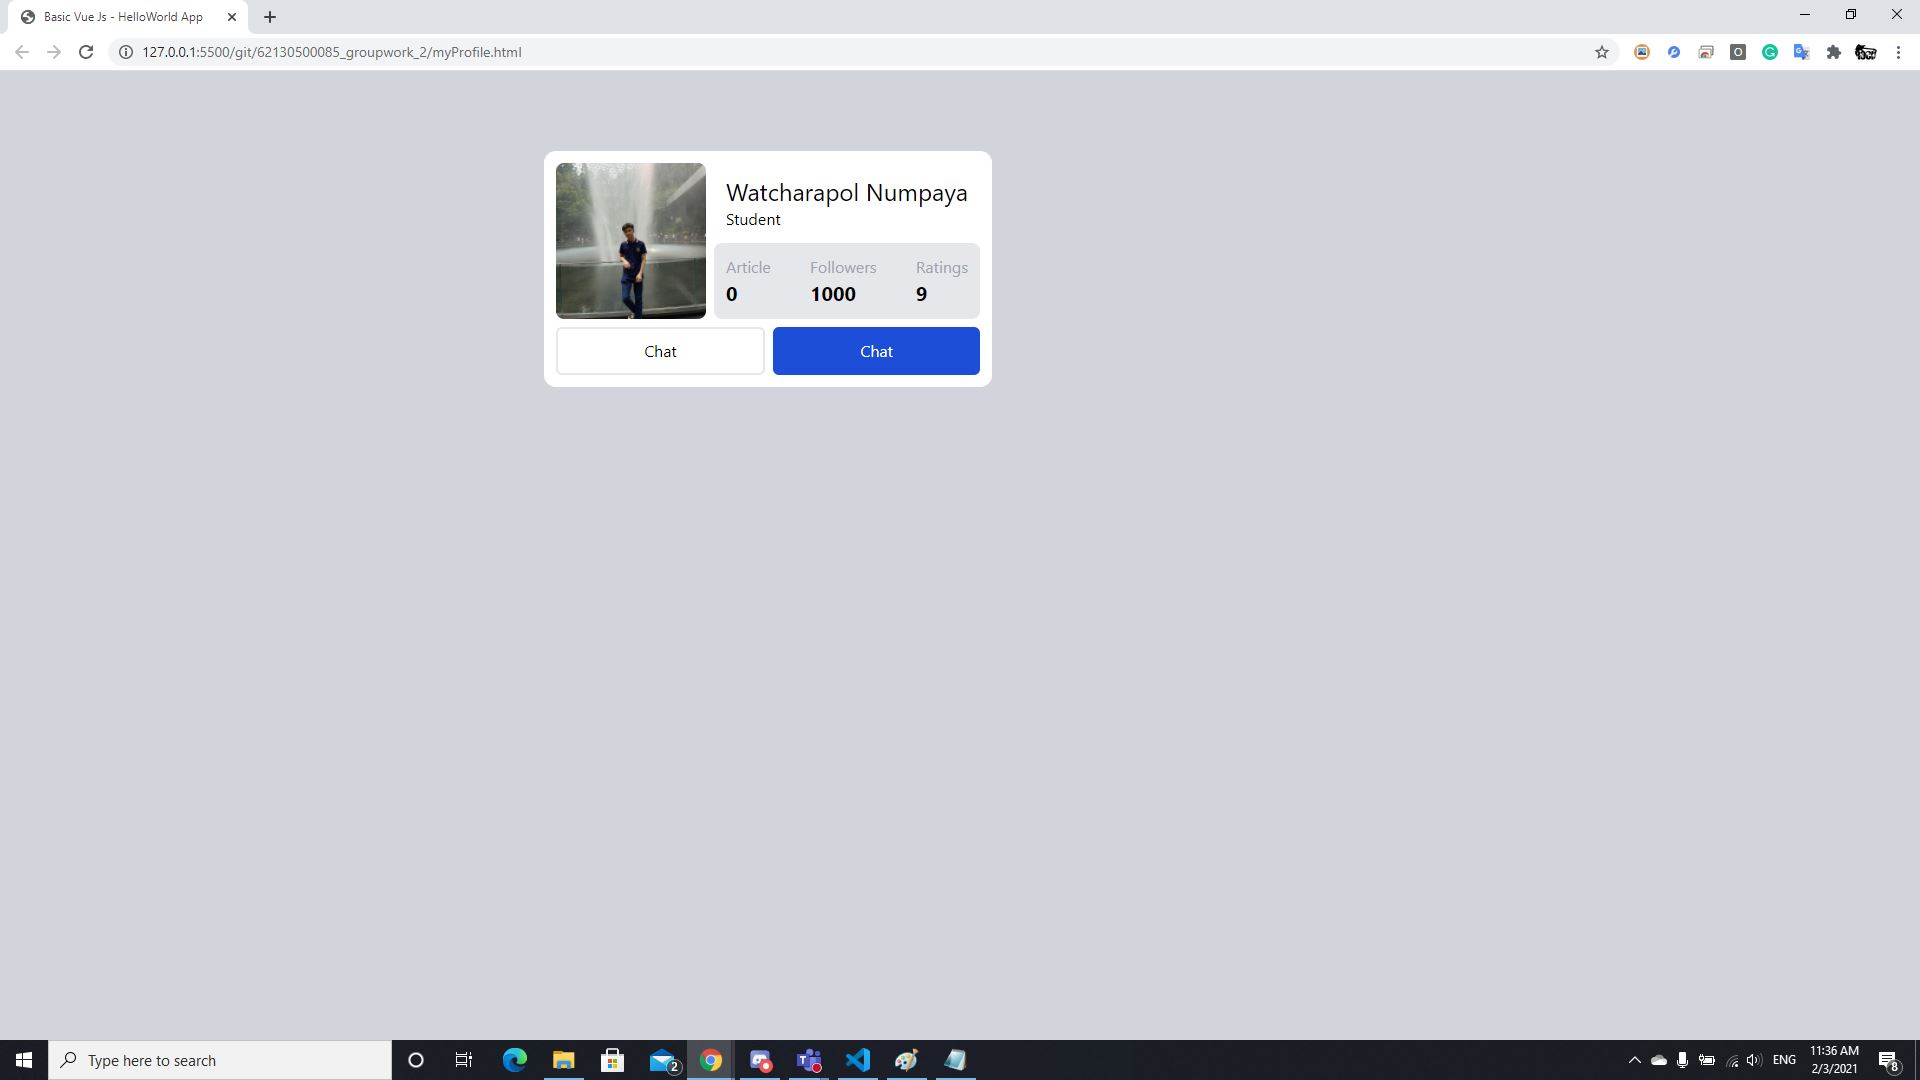 Basic Vue Js - HelloWorld App
127.0.0.1:5500/git/62130500085_groupwork_2/myProfile.html
Watcharapol Numpaya
Student
Article Followers Ratings
0 1000 9
Chat Chat
Type here to search
2
ENG
11:36 AM
2/3/2021
8